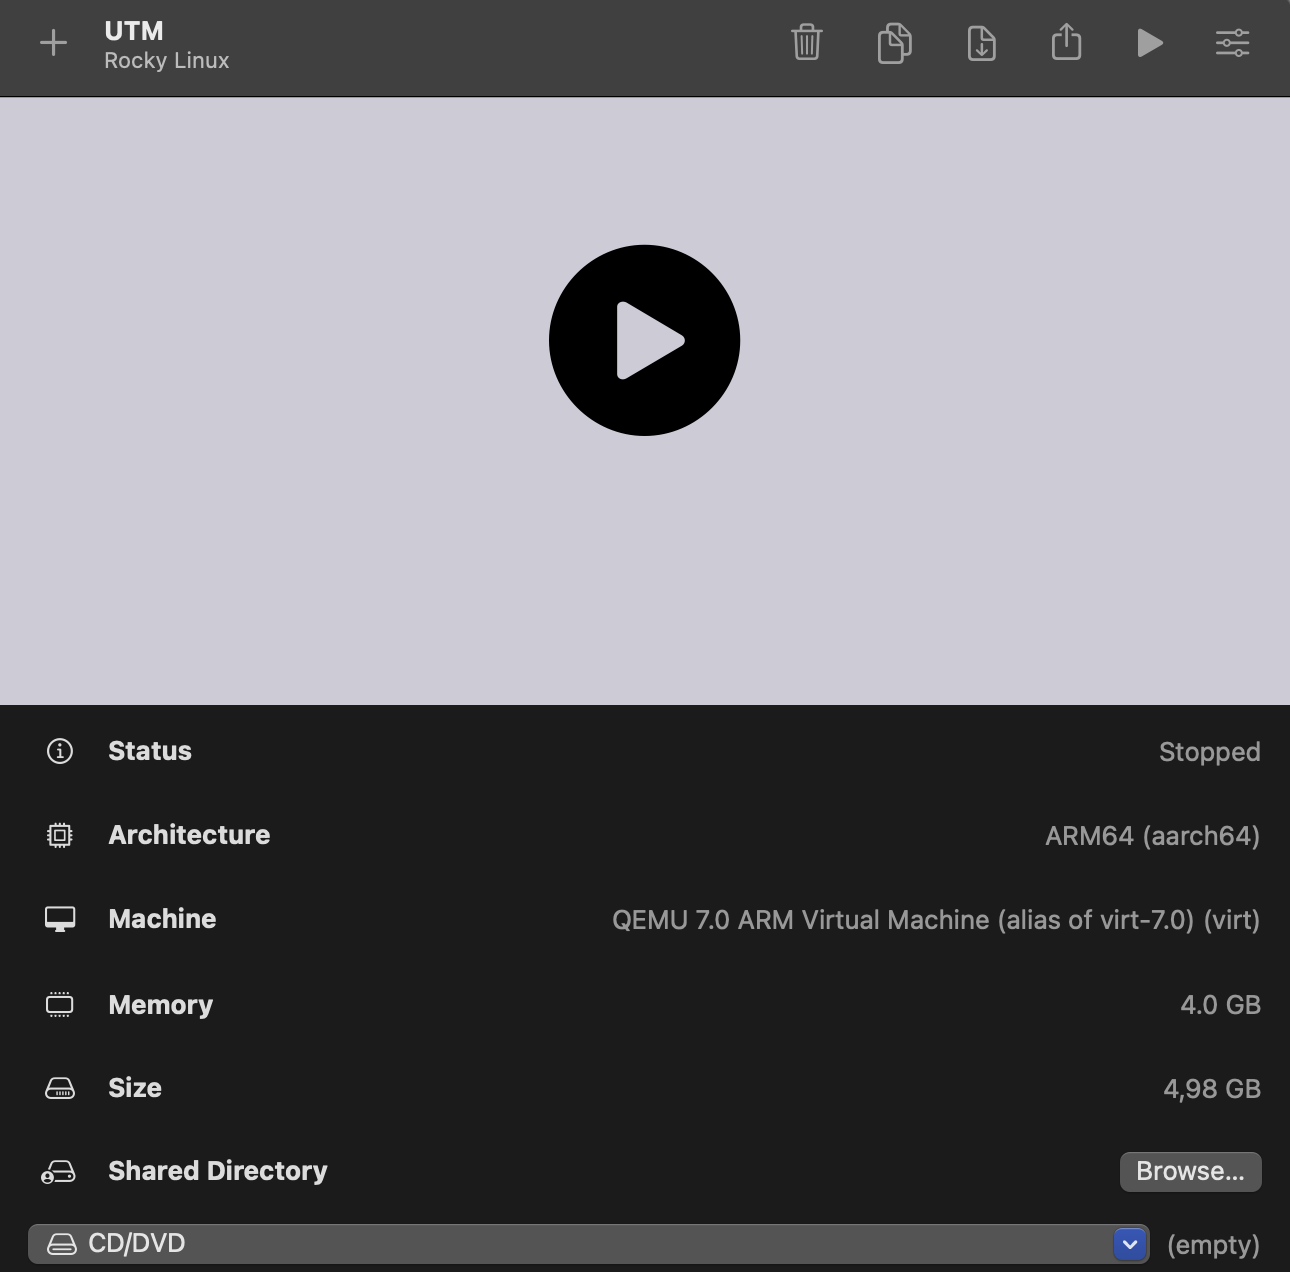 UTM
Rocky Linux
Status Stopped
Architecture ARM64 (aarch64)
Machine QEMU 7.0 ARM Virtual Machine (alias of virt-7.0) (virt)
Memory 4.0 GB
Size 4,98 GB
Shared Directory Browse...
CD/DVD (empty)